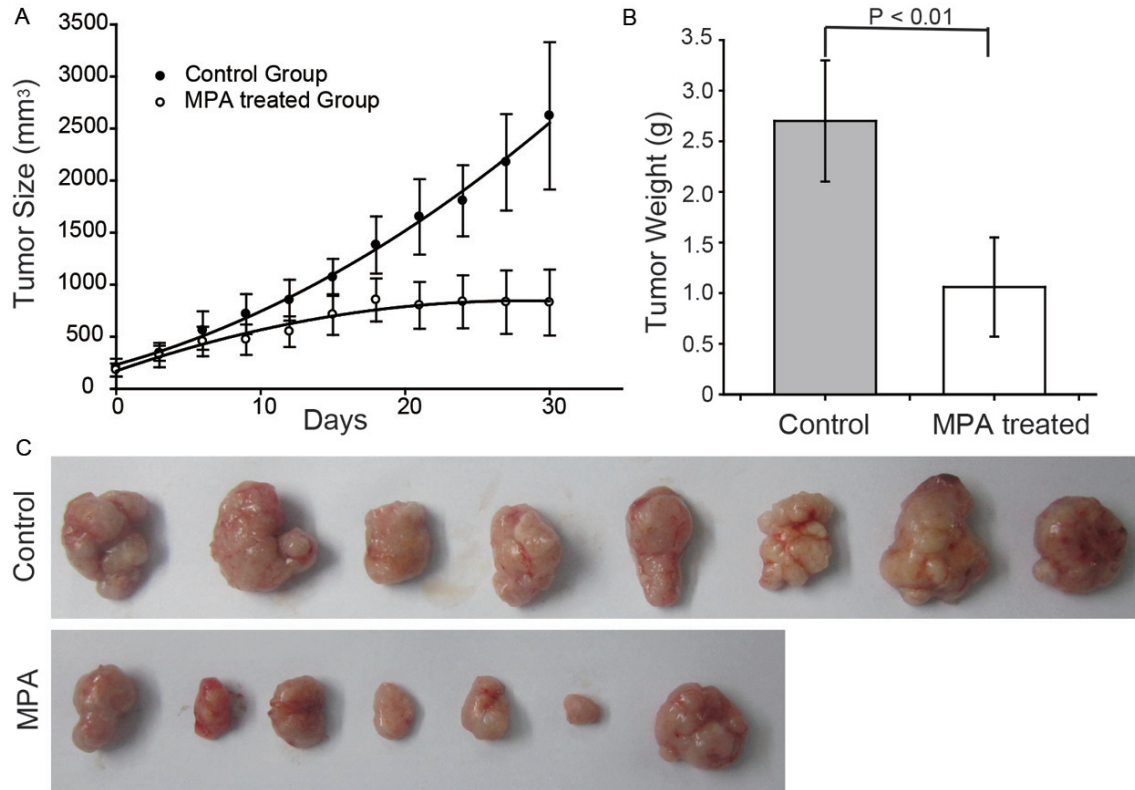 A
3500
3000
2500
2000
1500
1000
500
0
Tumor Size (mm³)
Control Group
MPA treated Group
0
10
20
30
Days
B
P < 0.01
3.5
3.0
2.5
2.0
1.5
1.0
0.5
0
Tumor Weight (g)
Control
MPA treated
C
Control
MPA